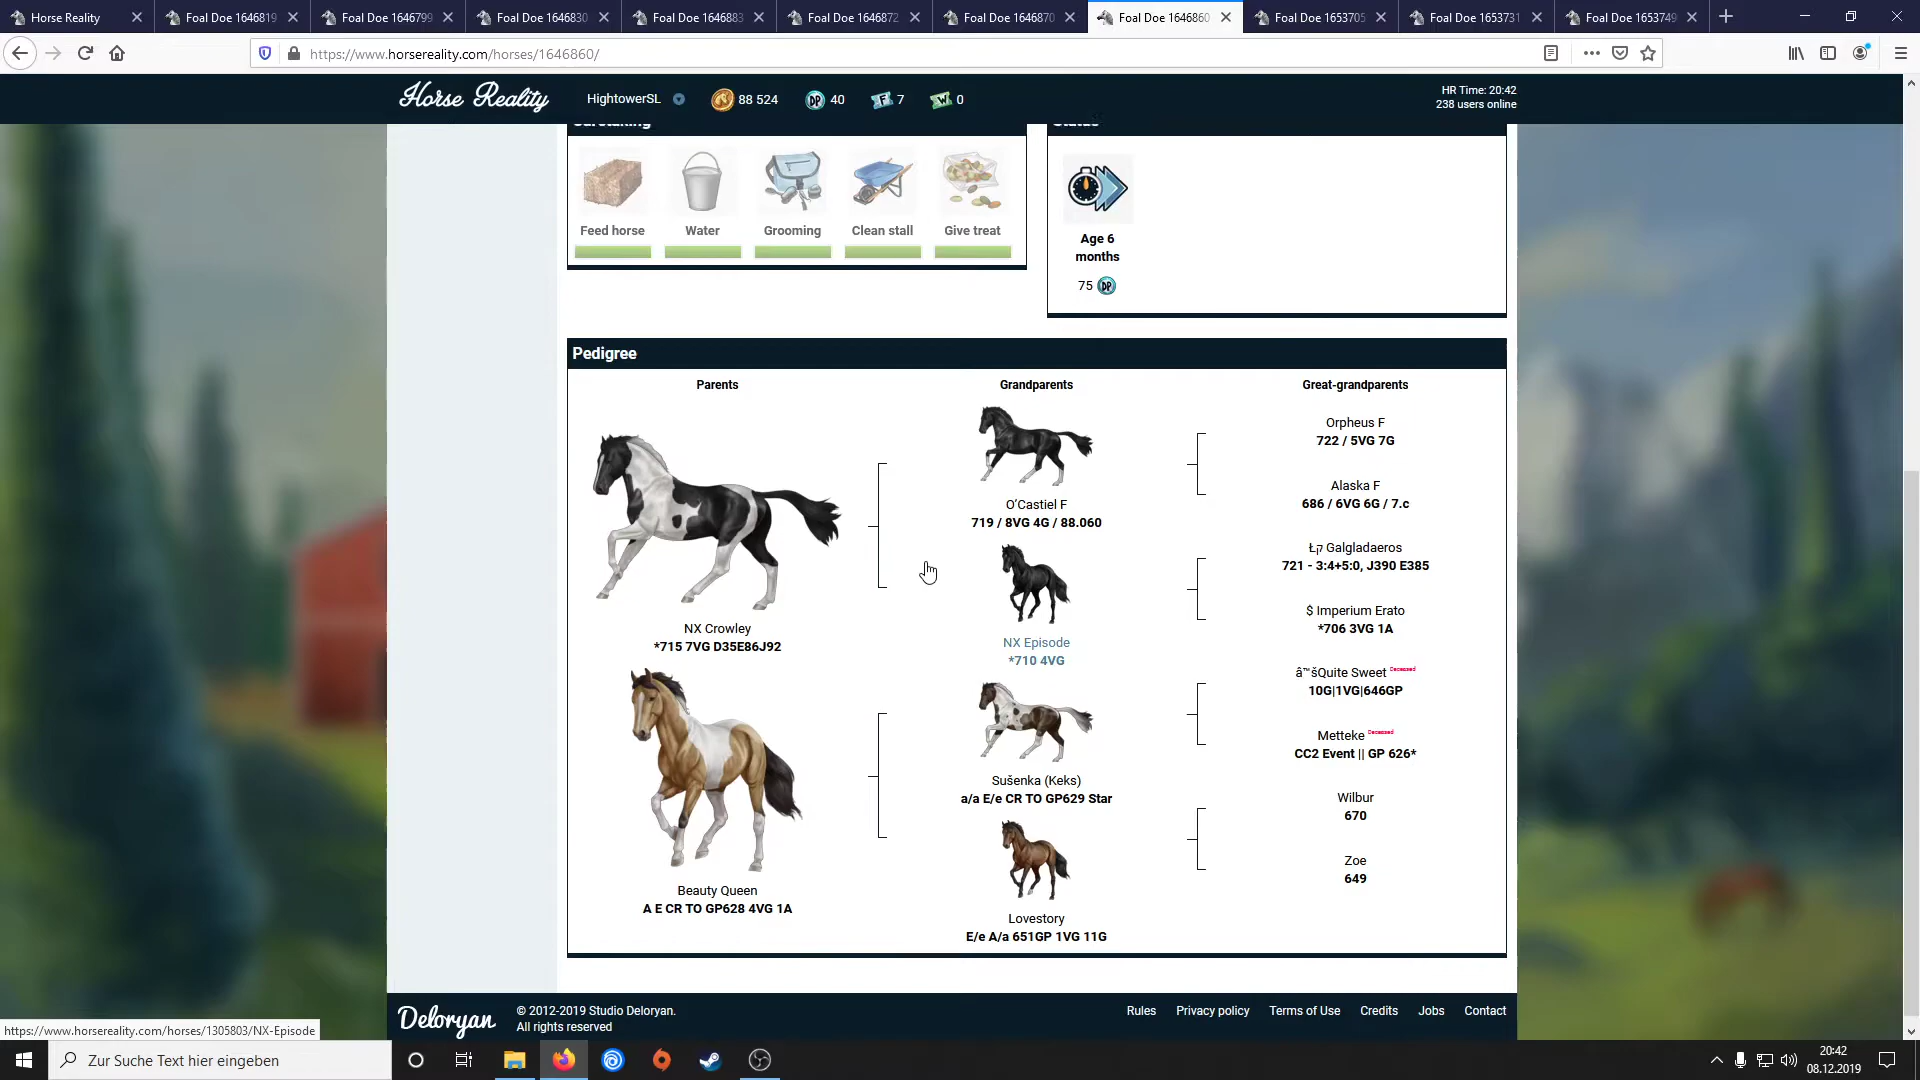 Horse Reality
Foal Doe 1646819
Foal Doe 1646799
Foal Doe 1646830
Foal Doe 1646883
Foal Doe 1646872
Foal Doe 1646870
Foal Doe 1646860
Foal Doe 1653705
Foal Doe 1653731
Foal Doe 1653749
https://www.horsereality.com/horses/1646860/
Horse Reality
HightowerSL
88 524
DP 40
F 7
W 0
HR Time: 20:42
238 users online
Caretaking
Status
Feed horse
Water
Grooming
Clean stall
Give treat
Age 6
months
75 DP
Pedigree
Parents
Grandparents
Great-grandparents
NX Crowley
*715 7VG D35E86J92
Beauty Queen
A E CR TO GP628 4VG 1A
O'Castiel F
719 / 8VG 4G / 88.060
NX Episode
*710 4VG
Sušenka (Keks)
a/a E/e CR TO GP629 Star
Lovestory
E/e A/a 651GP 1VG 11G
Orpheus F
722 / 5VG 7G
Alaska F
686 / 6VG 6G / 7.c
Łק Galgladaeros
721 - 3:4+5:0, J390 E385
$ Imperium Erato
*706 3VG 1A
â™šQuite Sweet Deceased
10G|1VG|646GP
Metteke Deceased
CC2 Event || GP 626*
Wilbur
670
Zoe
649
Deloryan
© 2012-2019 Studio Deloryan.
All rights reserved
Rules
Privacy policy
Terms of Use
Credits
Jobs
Contact
https://www.horsereality.com/horses/1305803/NX-Episode
Zur Suche Text hier eingeben
20:42
08.12.2019